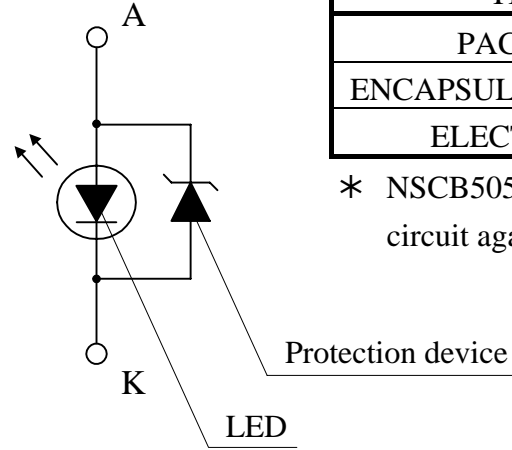 A
PAC
ENCAPSUL
ELECT
* NSCB505
circuit aga
Protection device
K
LED